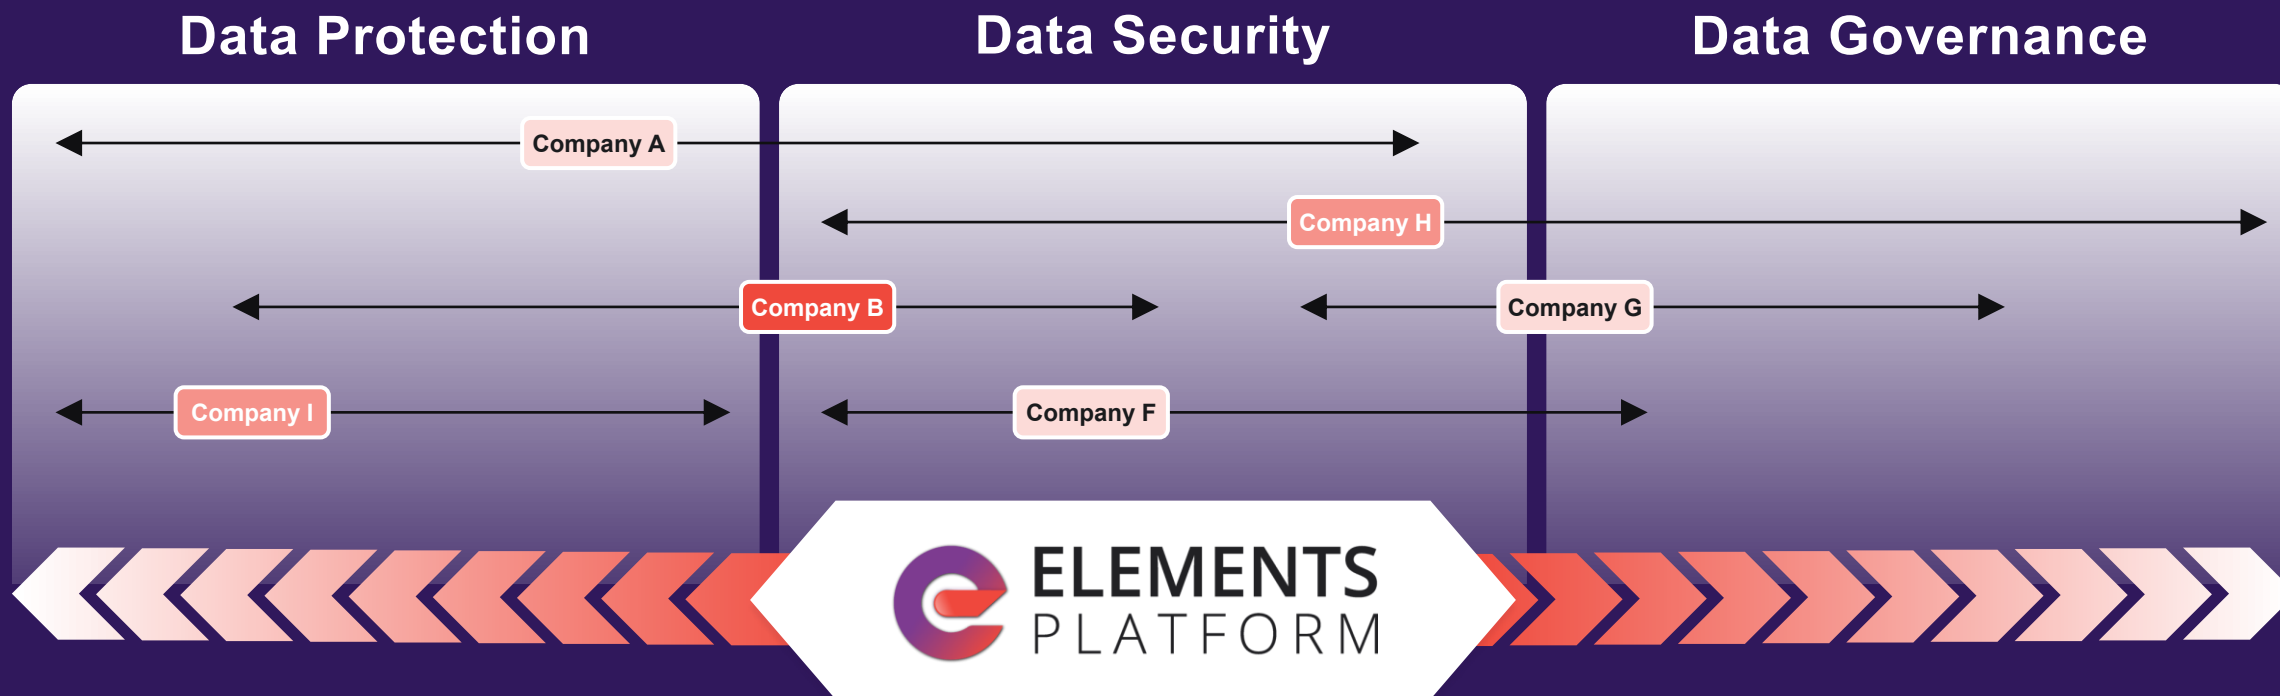 Data Protection
Data Security
Data Governance
Company A
Company H
Company B
Company G
Company I
Company F
ELEMENTS
PLATFORM